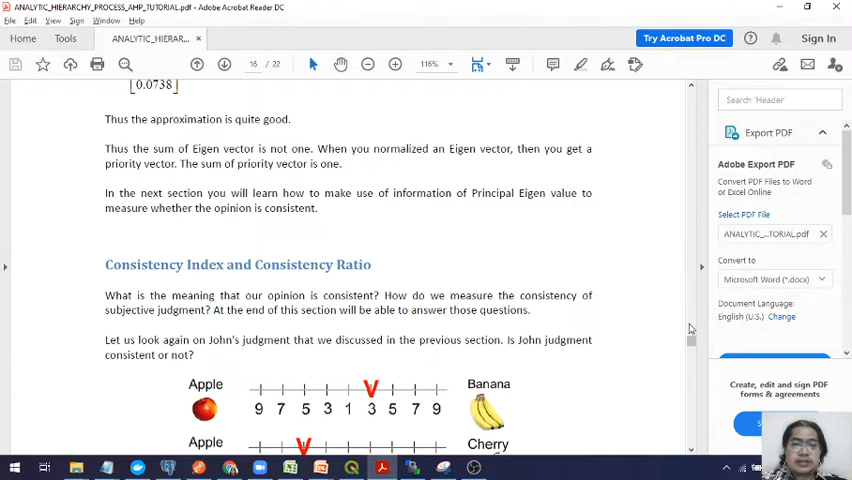 ANALYTIC_HIERARCHY_PROCESS_AHP_TUTORIAL.pdf - Adobe Acrobat Reader DC
File Edit View Sign Window Help
Home Tools ANALYTIC_HIERAR... × Try Acrobat Pro DC Sign In
16 / 22 116%
0.0738
Thus the approximation is quite good.
Thus the sum of Eigen vector is not one. When you normalized an Eigen vector, then you get a
priority vector. The sum of priority vector is one.
In the next section you will learn how to make use of information of Principal Eigen value to
measure whether the opinion is consistent.
Consistency Index and Consistency Ratio
What is the meaning that our opinion is consistent? How do we measure the consistency of
subjective judgment? At the end of this section will be able to answer those questions.
Let us look again on John's judgment that we discussed in the previous section. Is John judgment
consistent or not?
Apple Banana
9 7 5 3 1 3 5 7 9
Apple Cherry
Search 'Header'
Export PDF
Adobe Export PDF
Convert PDF Files to Word
or Excel Online
Select PDF File
ANALYTIC_...TORIAL.pdf
Convert to
Microsoft Word (*.docx)
Document Language:
English (U.S.) Change
Create, edit and sign PDF
forms & agreements